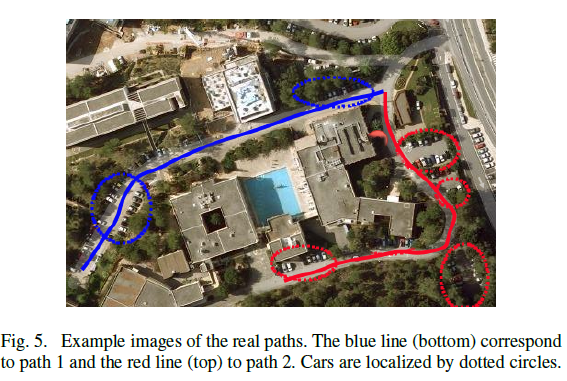 Fig. 5. Example images of the real paths. The blue line (bottom) correspond
to path 1 and the red line (top) to path 2. Cars are localized by dotted circles.